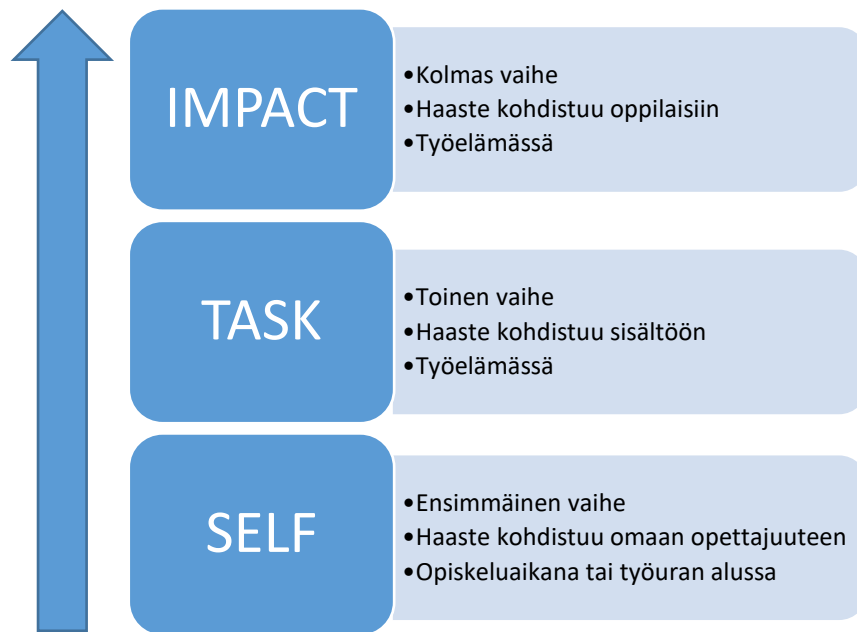 IMPACT
•Kolmas vaihe
•Haaste kohdistuu oppilaisiin
•Työelämässä
TASK
•Toinen vaihe
•Haaste kohdistuu sisältöön
•Työelämässä
SELF
•Ensimmäinen vaihe
•Haaste kohdistuu omaan opettajuuteen
•Opiskeluaikana tai työuran alussa